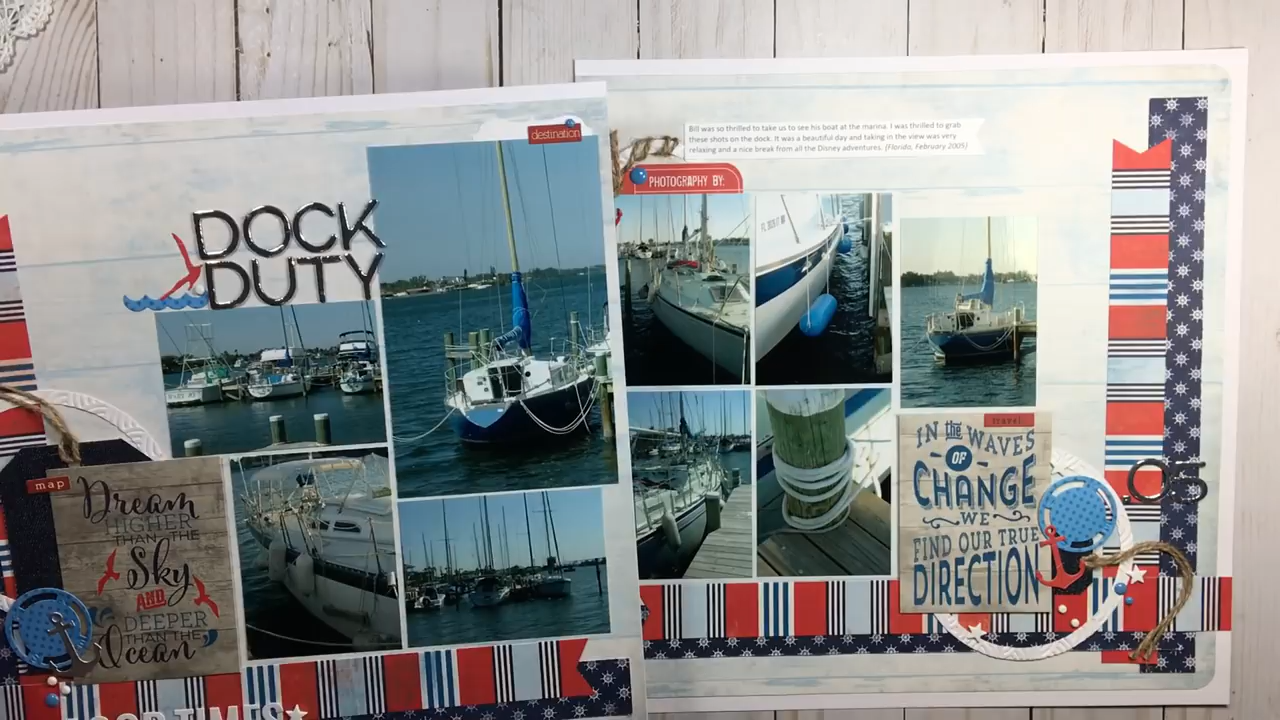 destination
DOCK
DUTY
map
Dream
HIGHER
THAN THE
Sky
AND
DEEPER
THAN THE
Ocean
GOOD TIMES
Bill was so thrilled to take us to see his boat at the marina. I was thrilled to grab
these shots on the dock. It was a beautiful day and taking in the view was very
relaxing and a nice break from all the Disney adventures. (Florida, February 2005)
PHOTOGRAPHY BY:
travel
IN the WAVES
OF
CHANGE
WE
FIND OUR TRUE
DIRECTION
.05